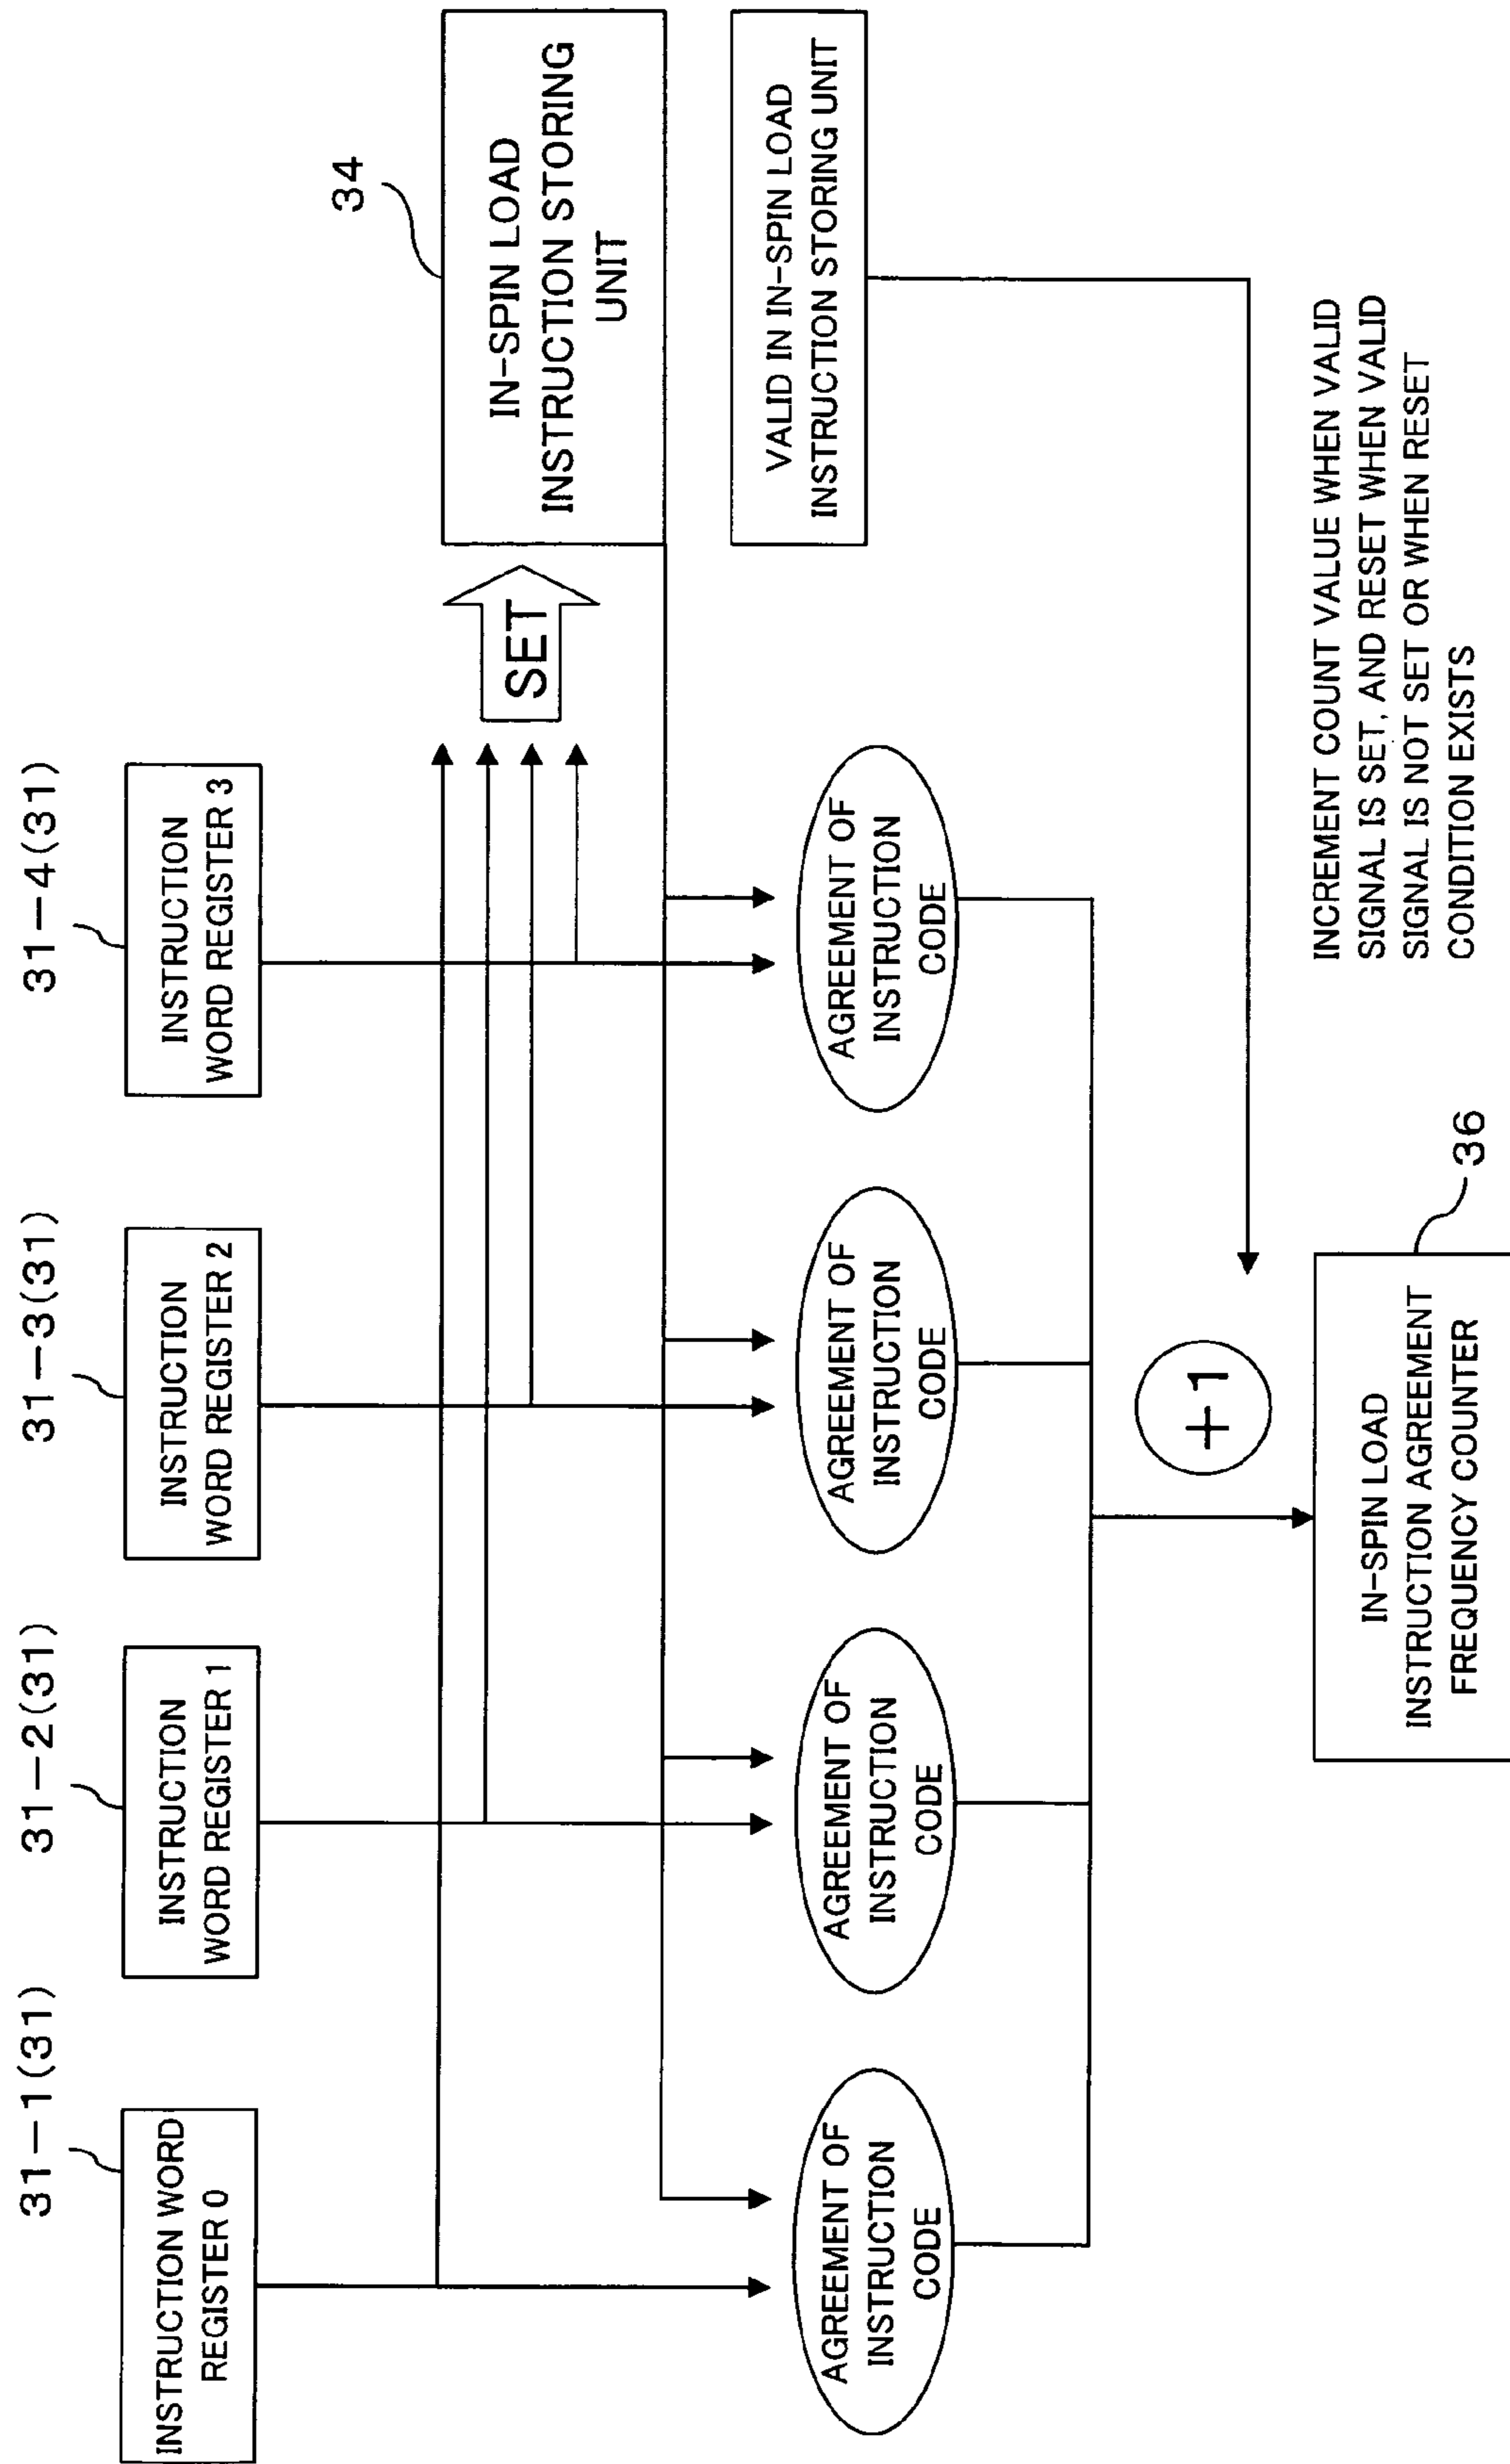 31-1(31)
INSTRUCTION WORD
REGISTER 0
31-2(31)
INSTRUCTION
WORD REGISTER 1
31-3(31)
INSTRUCTION
WORD REGISTER 2
31-4(31)
INSTRUCTION
WORD REGISTER 3
34
SET
IN-SPIN LOAD
INSTRUCTION STORING
UNIT
VALID IN IN-SPIN LOAD
INSTRUCTION STORING UNIT
AGREEMENT OF
INSTRUCTION
CODE
AGREEMENT OF
INSTRUCTION
CODE
AGREEMENT OF
INSTRUCTION
CODE
AGREEMENT OF
INSTRUCTION
CODE
+1
INCREMENT COUNT VALUE WHEN VALID
SIGNAL IS SET, AND RESET WHEN VALID
SIGNAL IS NOT SET OR WHEN RESET
CONDITION EXISTS
36
IN-SPIN LOAD
INSTRUCTION AGREEMENT
FREQUENCY COUNTER